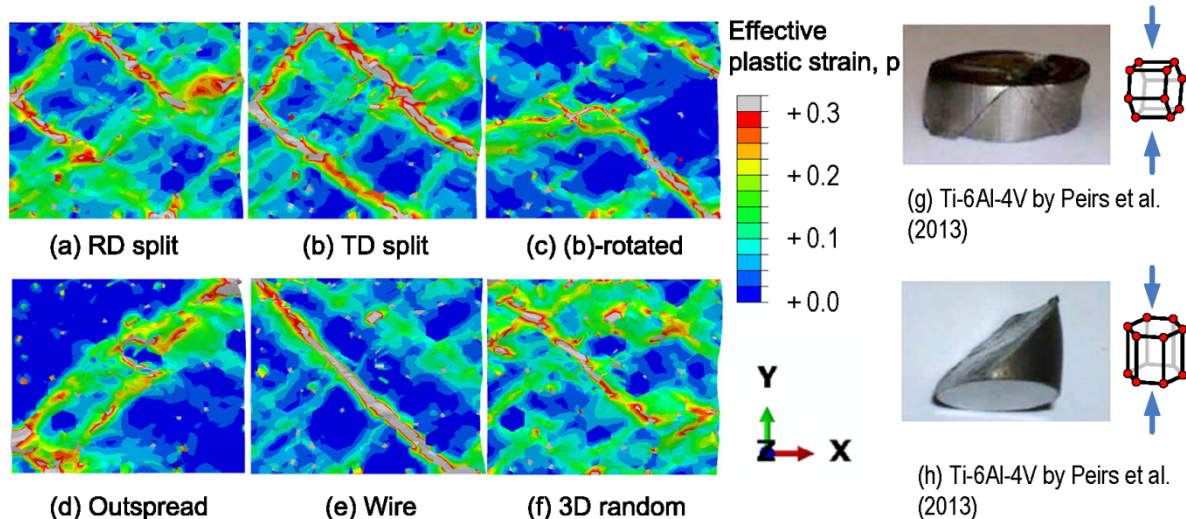 Effective
plastic strain, p
+ 0.3
+ 0.2
+ 0.1
+ 0.0
(a) RD split
(b) TD split
(c) (b)-rotated
(d) Outspread
(e) Wire
(f) 3D random
Y
Z
X
(g) Ti-6Al-4V by Peirs et al.
(2013)
(h) Ti-6Al-4V by Peirs et al.
(2013)